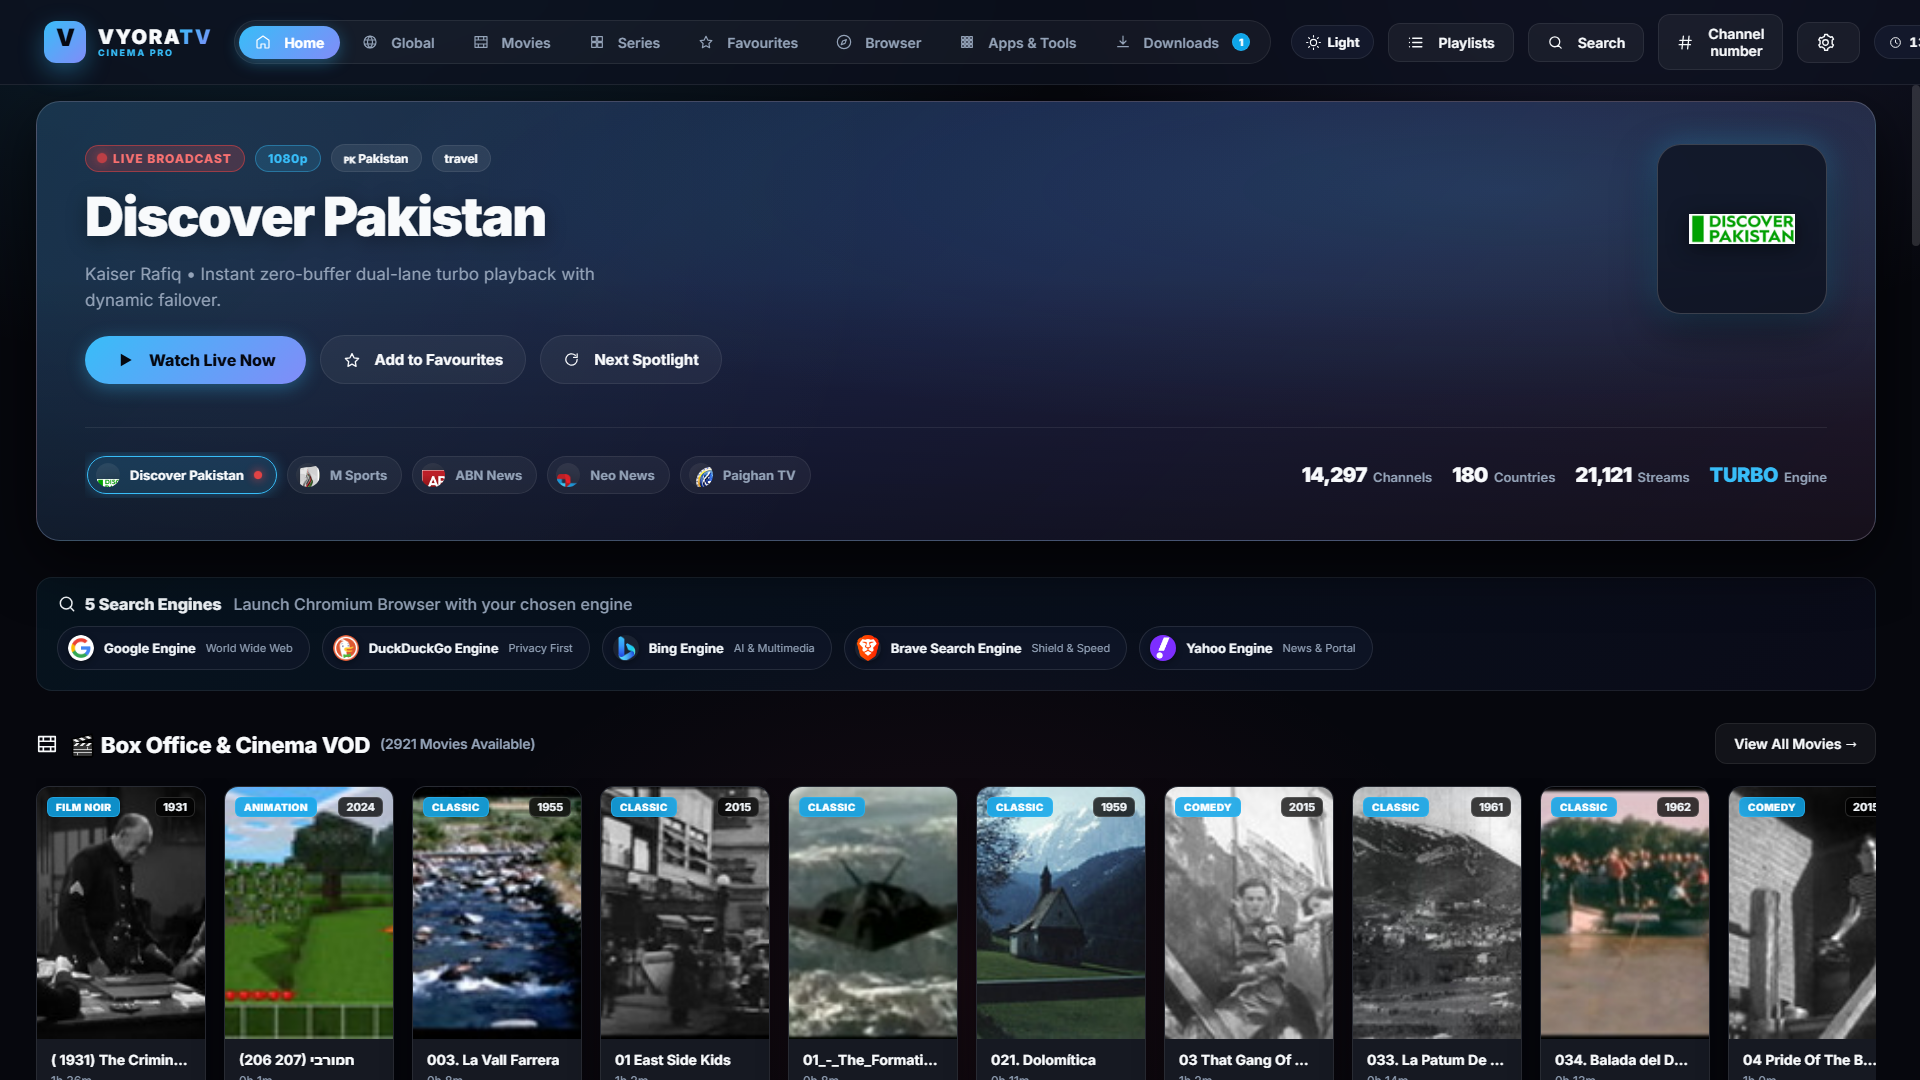 V VYORATV
CINEMA PRO
Home
Global
Movies
Series
Favourites
Browser
Apps & Tools
Downloads 1
Light
Playlists
Search
Channel number
LIVE BROADCAST
1080p
PK Pakistan
travel
Discover Pakistan
Kaiser Rafiq • Instant zero-buffer dual-lane turbo playback with
dynamic failover.
DISCOVER
PAKISTAN
Watch Live Now
Add to Favourites
Next Spotlight
Discover Pakistan
M Sports
ABN News
Neo News
Paighan TV
14,297 Channels
180 Countries
21,121 Streams
TURBO Engine
5 Search Engines Launch Chromium Browser with your chosen engine
Google Engine World Wide Web
DuckDuckGo Engine Privacy First
Bing Engine AI & Multimedia
Brave Search Engine Shield & Speed
Yahoo Engine News & Portal
Box Office & Cinema VOD (2921 Movies Available)
View All Movies →
FILM NOIR 1931
ANIMATION 2024
CLASSIC 1955
CLASSIC 2015
CLASSIC
CLASSIC 1959
COMEDY 2015
CLASSIC 1961
CLASSIC 1962
COMEDY 2015
( 1931) The Crimin...
(206 207) חמורבי
003. La Vall Farrera
01 East Side Kids
01_-_The_Formati...
021. Dolomítica
03 That Gang Of ...
033. La Patum De ...
034. Balada del D...
04 Pride Of The B...